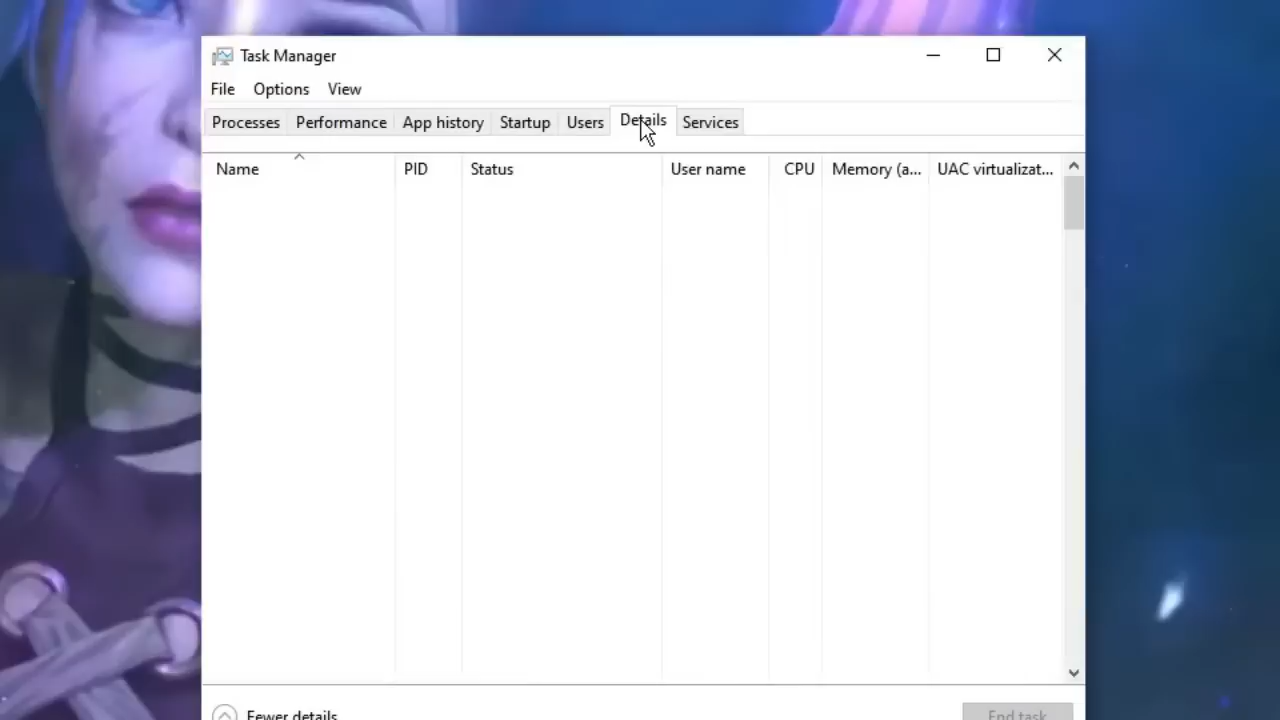 Task Manager
File Options View
Processes Performance App history Startup Users Details Services
Name PID Status User name CPU Memory (a... UAC virtualizat...
Fewer details End task